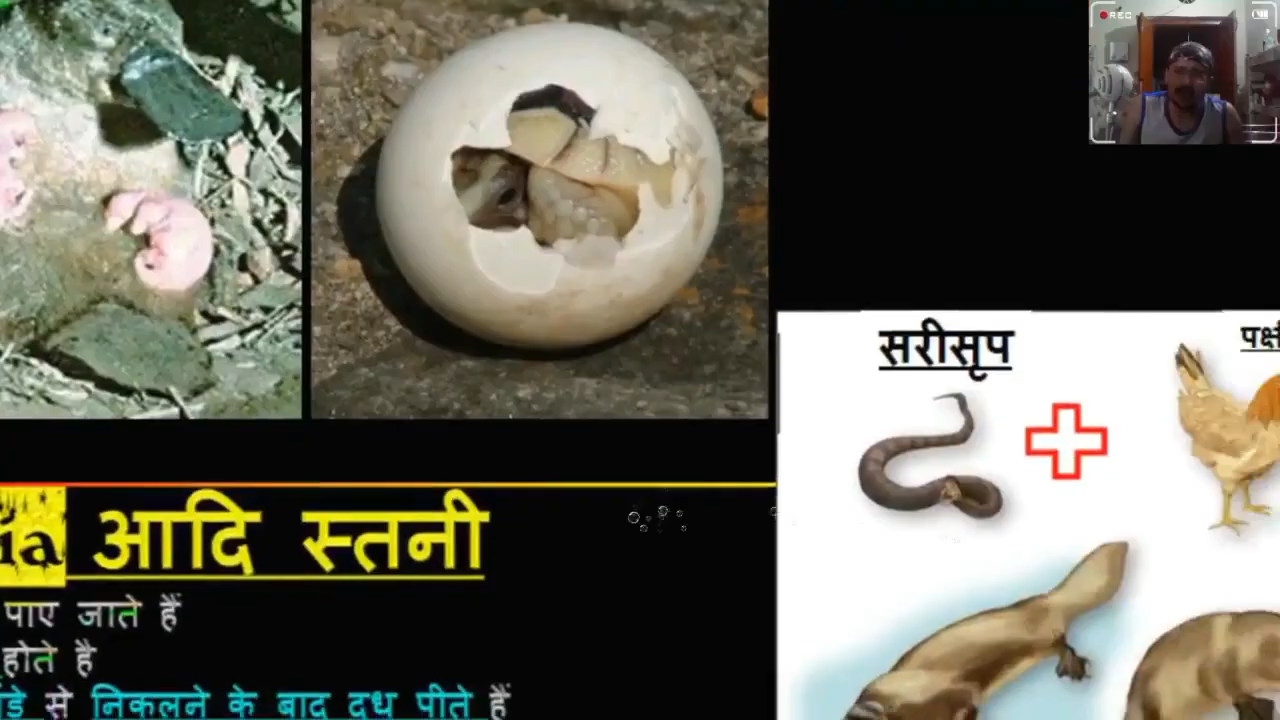 REC
सरीसृप
आदि स्तनी
पाए जाते हैं
होते है
से निकलने के बाद दूध पीते हैं